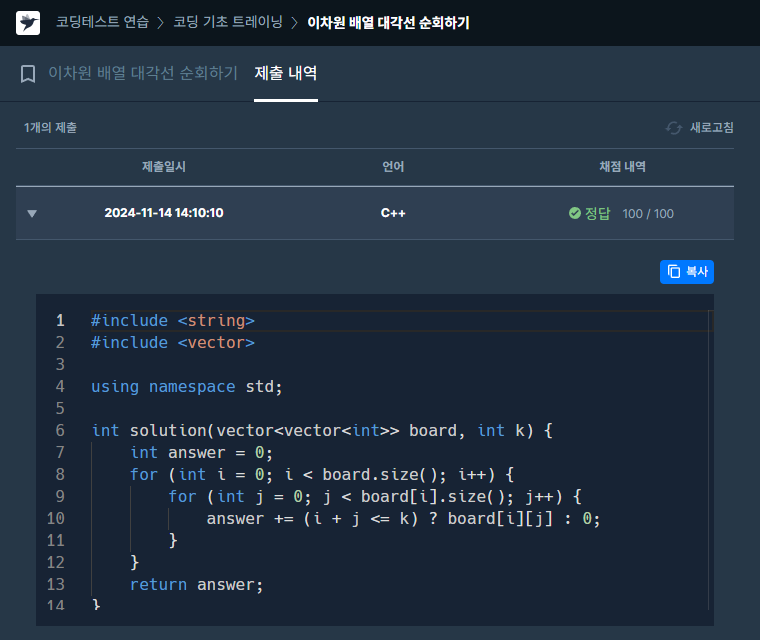 코딩테스트 연습 > 코딩 기초 트레이닝 > 이차원 배열 대각선 순회하기
이차원 배열 대각선 순회하기 제출 내역
1개의 제출 새로고침
제출일시 언어 채점 내역
2024-11-14 14:10:10 C++ 정답 100 / 100
복사
1 #include <string>
2 #include <vector>
3
4 using namespace std;
5
6 int solution(vector<vector<int>> board, int k) {
7     int answer = 0;
8     for (int i = 0; i < board.size(); i++) {
9         for (int j = 0; j < board[i].size(); j++) {
10             answer += (i + j <= k) ? board[i][j] : 0;
11         }
12     }
13     return answer;
14 }